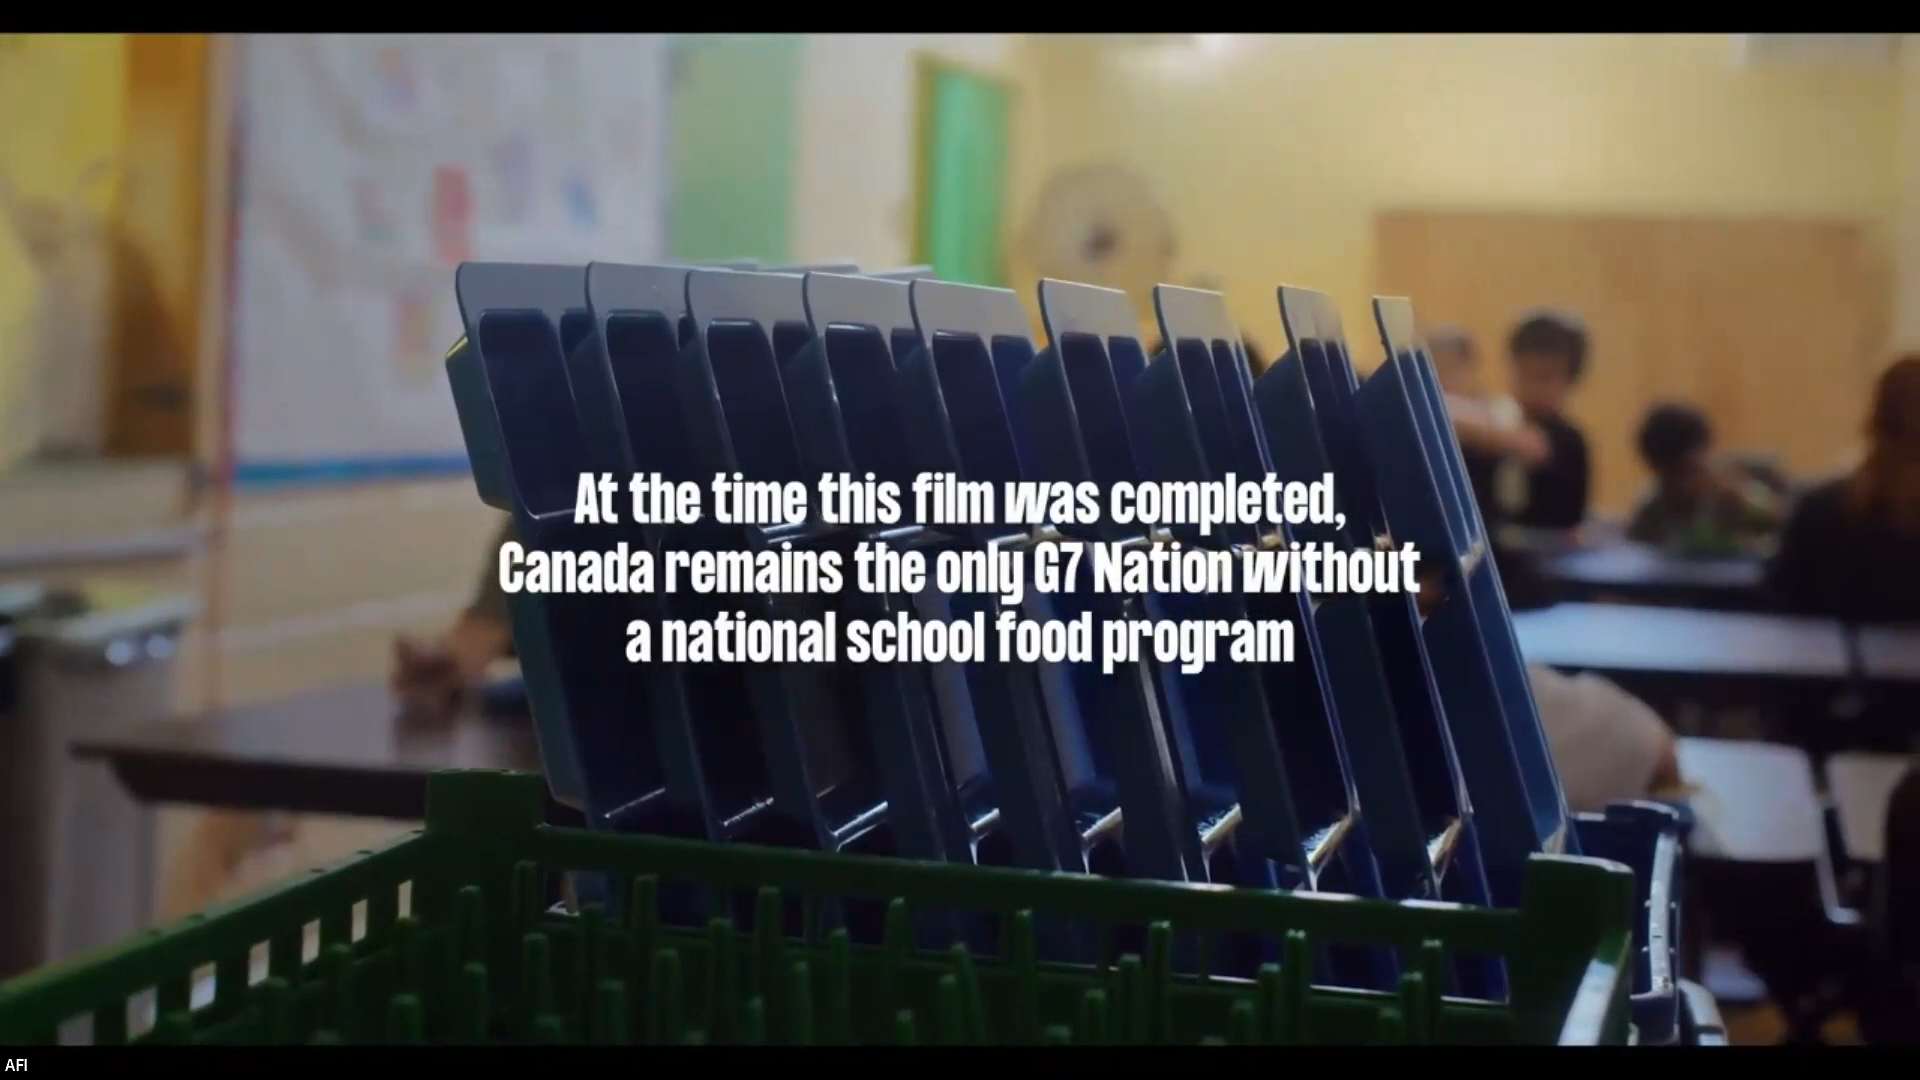 At the time this film was completed,
Canada remains the only G7 Nation without
a national school food program
AFI